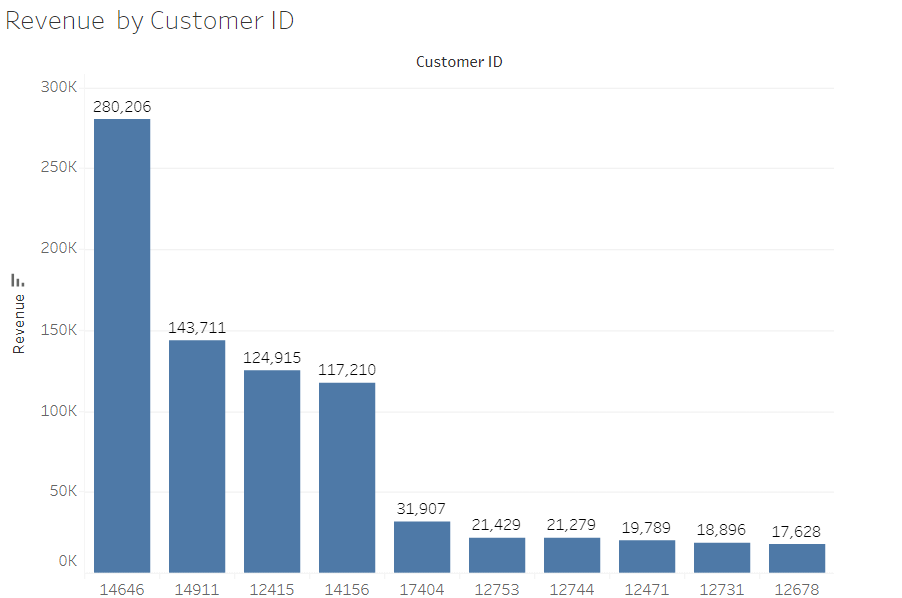 Revenue by Customer ID
Customer ID
300K
250K
200K
150K
100K
50K
0K
Revenue
280,206
143,711
124,915
117,210
31,907
21,429
21,279
19,789
18,896
17,628
14646
14911
12415
14156
17404
12753
12744
12471
12731
12678